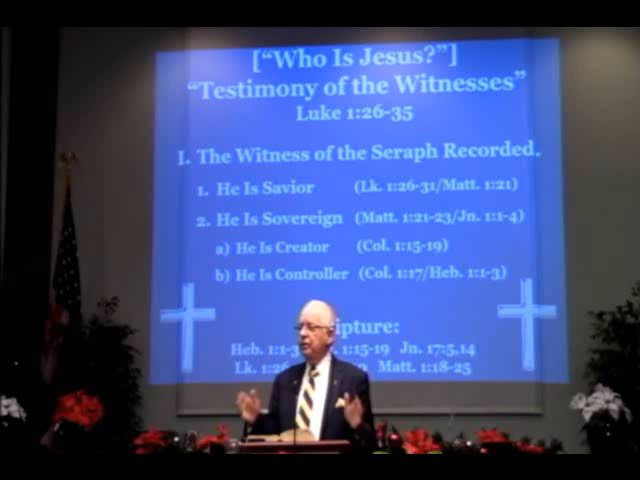 ["Who Is Jesus?"]
"Testimony of the Witnesses"
Luke 1:26-35
I. The Witness of the Seraph Recorded.
1. He Is Savior (Lk. 1:26-31/Matt. 1:21)
2. He Is Sovereign (Matt. 1:21-23/Jn. 1:1-4)
a) He Is Creator (Col. 1:15-19)
b) He Is Controller (Col. 1:17/Heb. 1:1-3)
Heb. 1:1-3 1:15-19 Jn. 17:5,14
Lk. Matt. 1:18-25